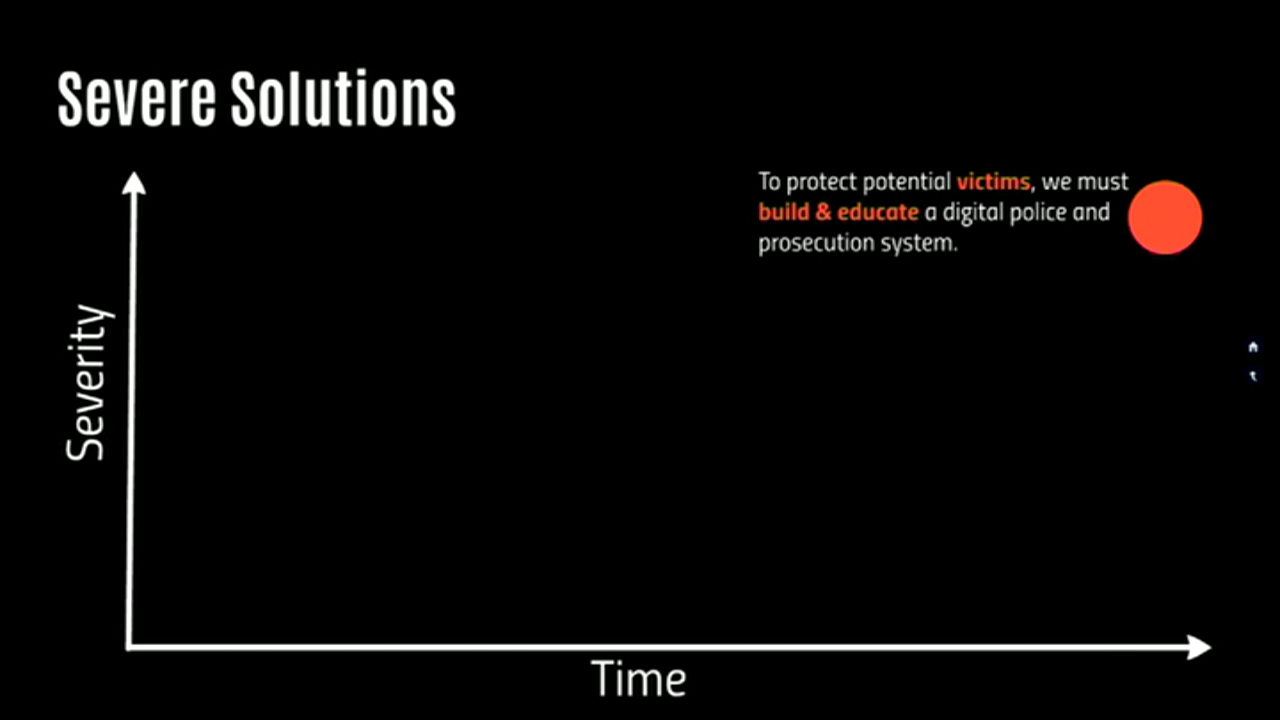 Severe Solutions
To protect potential victims, we must
build & educate a digital police and
prosecution system.
Severity
Time